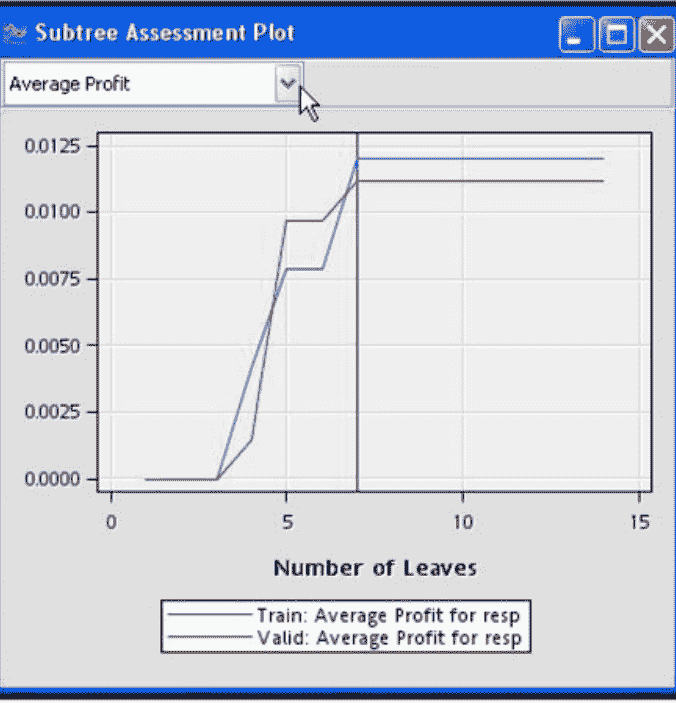 Subtree Assessment Plot
Average Profit
0.0125
0.0100
0.0075
0.0050
0.0025
0.0000
0 5 10 15
Number of Leaves
Train: Average Profit for resp
Valid: Average Profit for resp